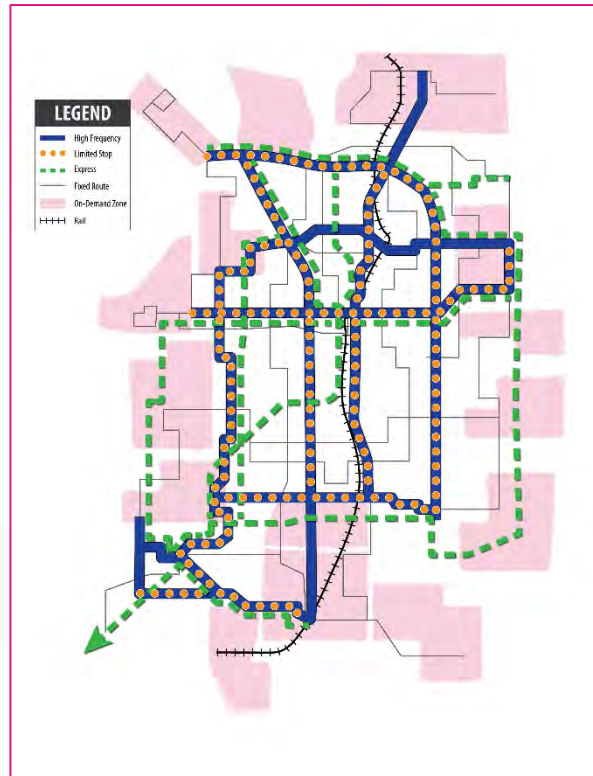 LEGEND
High Frequency
Limited Stop
Express
Fixed Route
On-Demand Zone
Rail